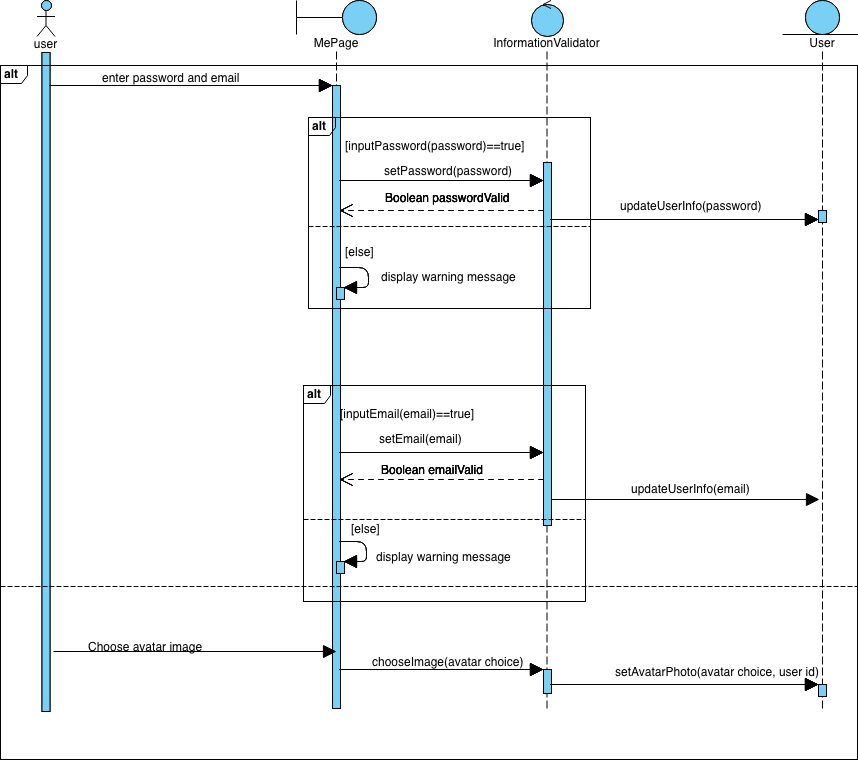 user
MePage
InformationValidator
User
alt
enter password and email
alt
[inputPassword(password)==true]
setPassword(password)
Boolean passwordValid
updateUserInfo(password)
[else]
display warning message
alt
[inputEmail(email)==true]
setEmail(email)
Boolean emailValid
updateUserInfo(email)
[else]
display warning message
Choose avatar image
chooseImage(avatar choice)
setAvatarPhoto(avatar choice, user id)